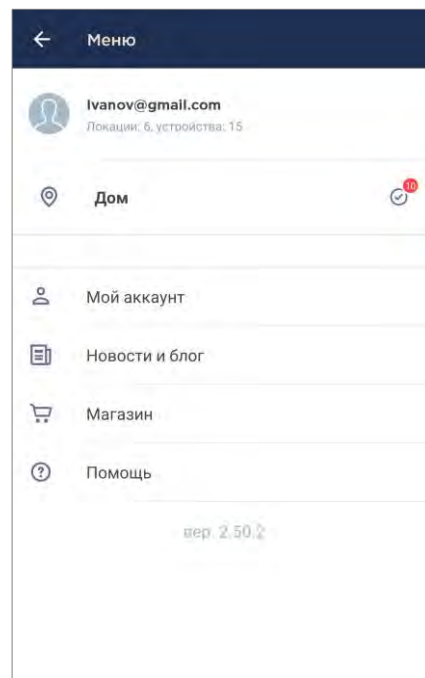 Меню
Ivanov@gmail.com
Локации: 6, устройства: 15
Дом
10
Мой аккаунт
Новости и блог
Магазин
Помощь
вер. 2.50.2